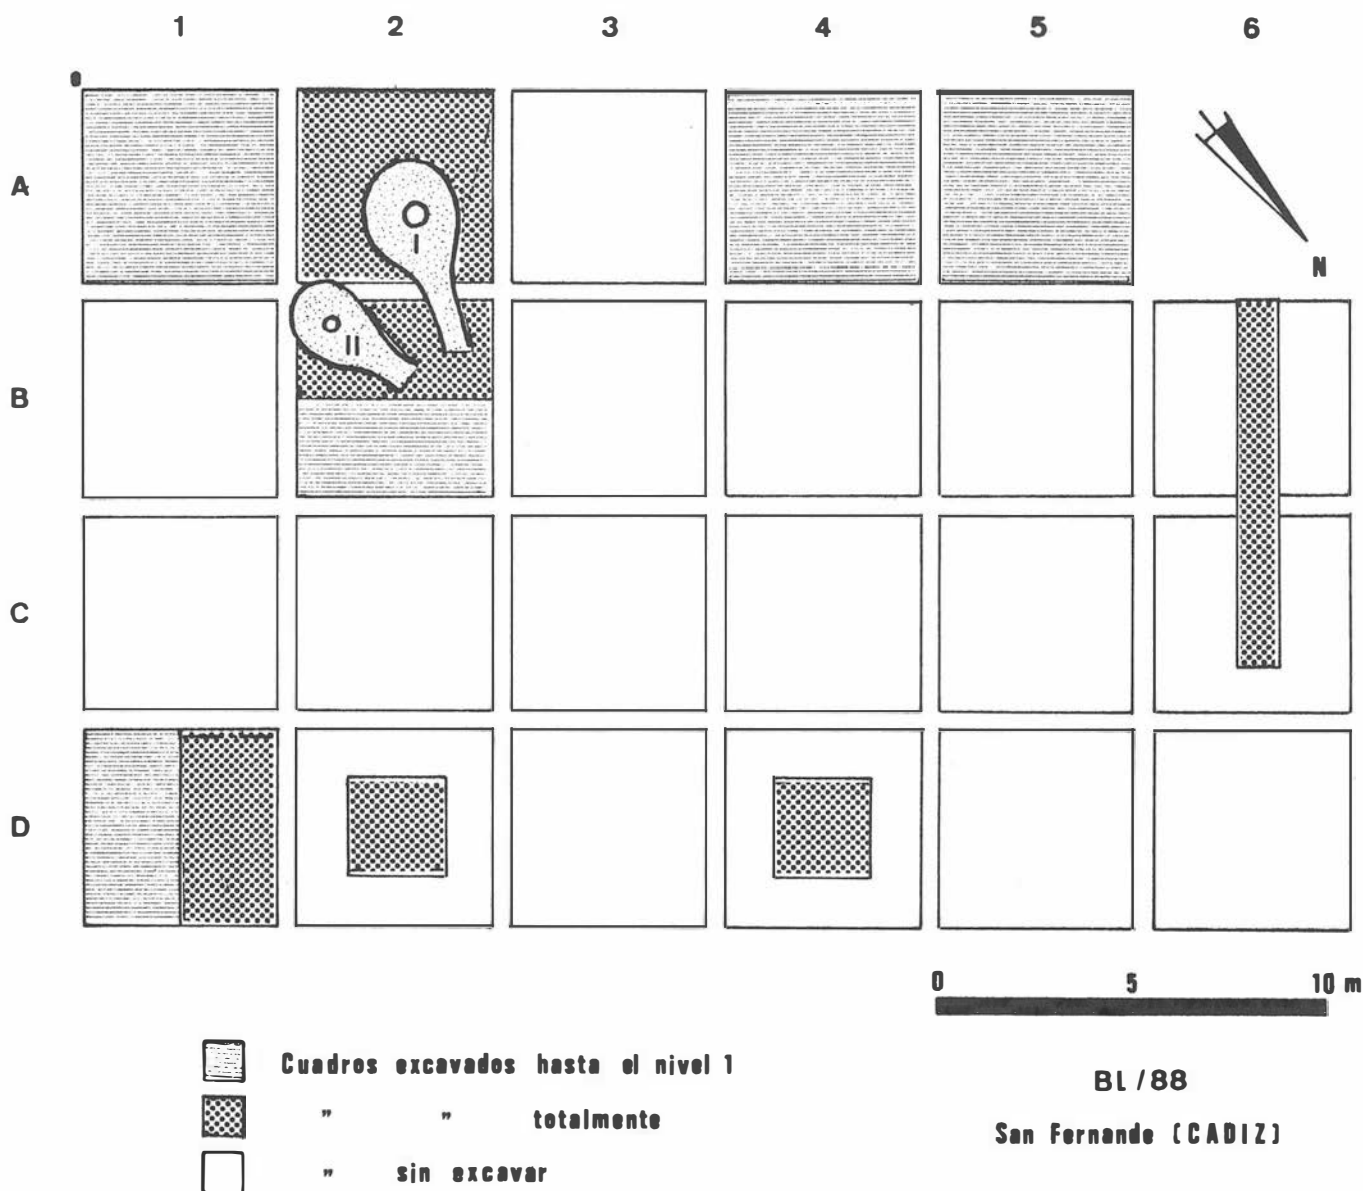 1 2 3 4 5 6
0
A
I
N
II
B
C
D
0 5 10 m
Cuadros excavados hasta el nivel 1
" " totalmente
" sin excavar
BL/88
San Fernande (CADIZ)